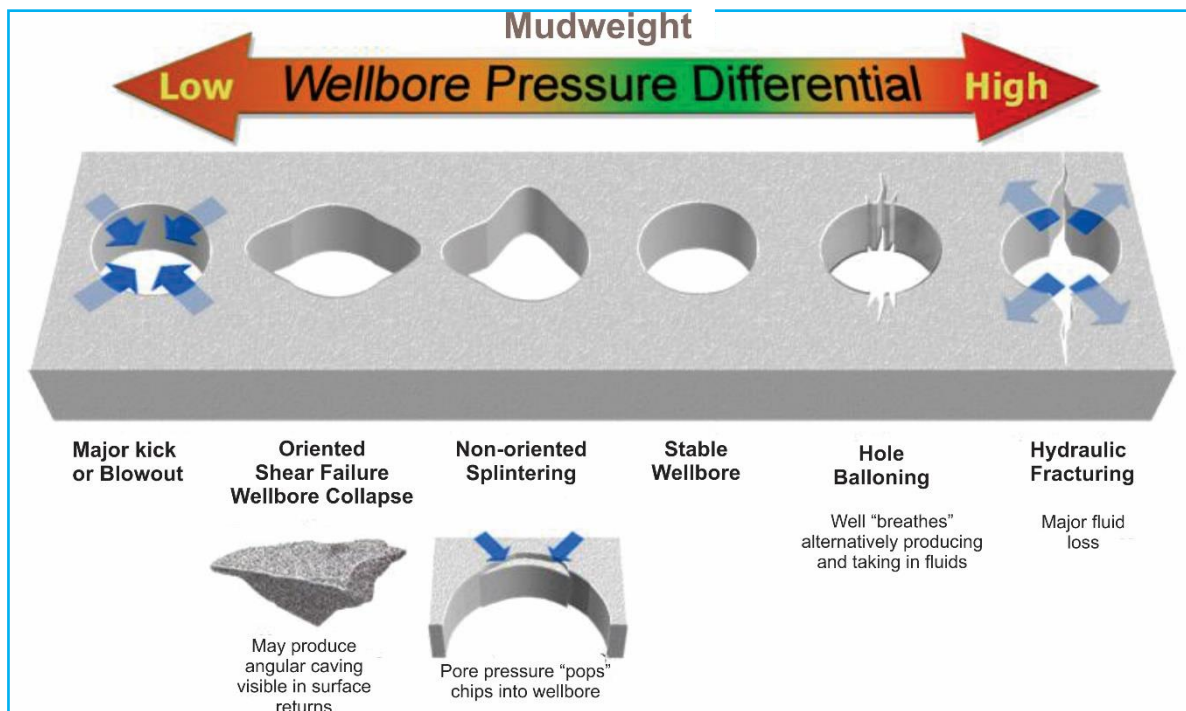 Mudweight
Low Wellbore Pressure Differential High
Major kick
or Blowout
Oriented
Shear Failure
Wellbore Collapse
Non-oriented
Splintering
Stable
Wellbore
Hole
Balloning
Hydraulic
Fracturing
Well “breathes”
alternatively producing
and taking in fluids
Major fluid
loss
May produce
angular caving
visible in surface
returns
Pore pressure “pops”
chips into wellbore